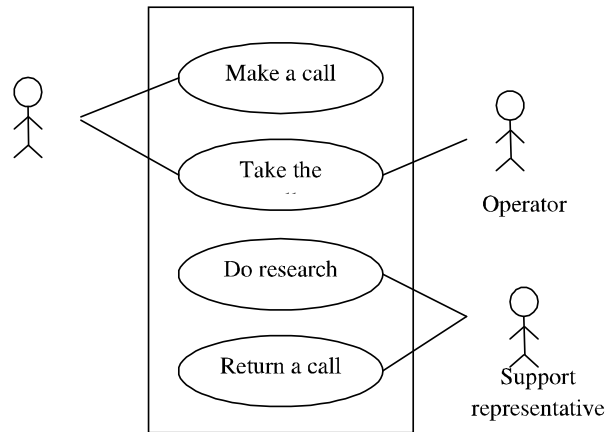 Make a call
Take the
Operator
Do research
Return a call
Support
representative